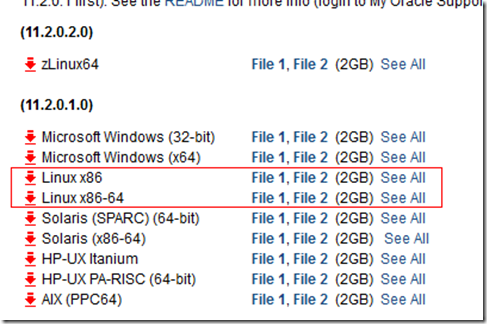 11.2.0.1 first). See the README for more info (login to My Oracle Suppor
(11.2.0.2.0)
zLinux64 File 1, File 2 (2GB) See All
(11.2.0.1.0)
Microsoft Windows (32-bit) File 1, File 2 (2GB) See All
Microsoft Windows (x64) File 1, File 2 (2GB) See All
Linux x86 File 1, File 2 (2GB) See All
Linux x86-64 File 1, File 2 (2GB) See All
Solaris (SPARC) (64-bit) File 1, File 2 (2GB) See All
Solaris (x86-64) File 1, File 2 (2GB) See All
HP-UX Itanium File 1, File 2 (2GB) See All
HP-UX PA-RISC (64-bit) File 1, File 2 (2GB) See All
AIX (PPC64) File 1, File 2 (2GB) See All